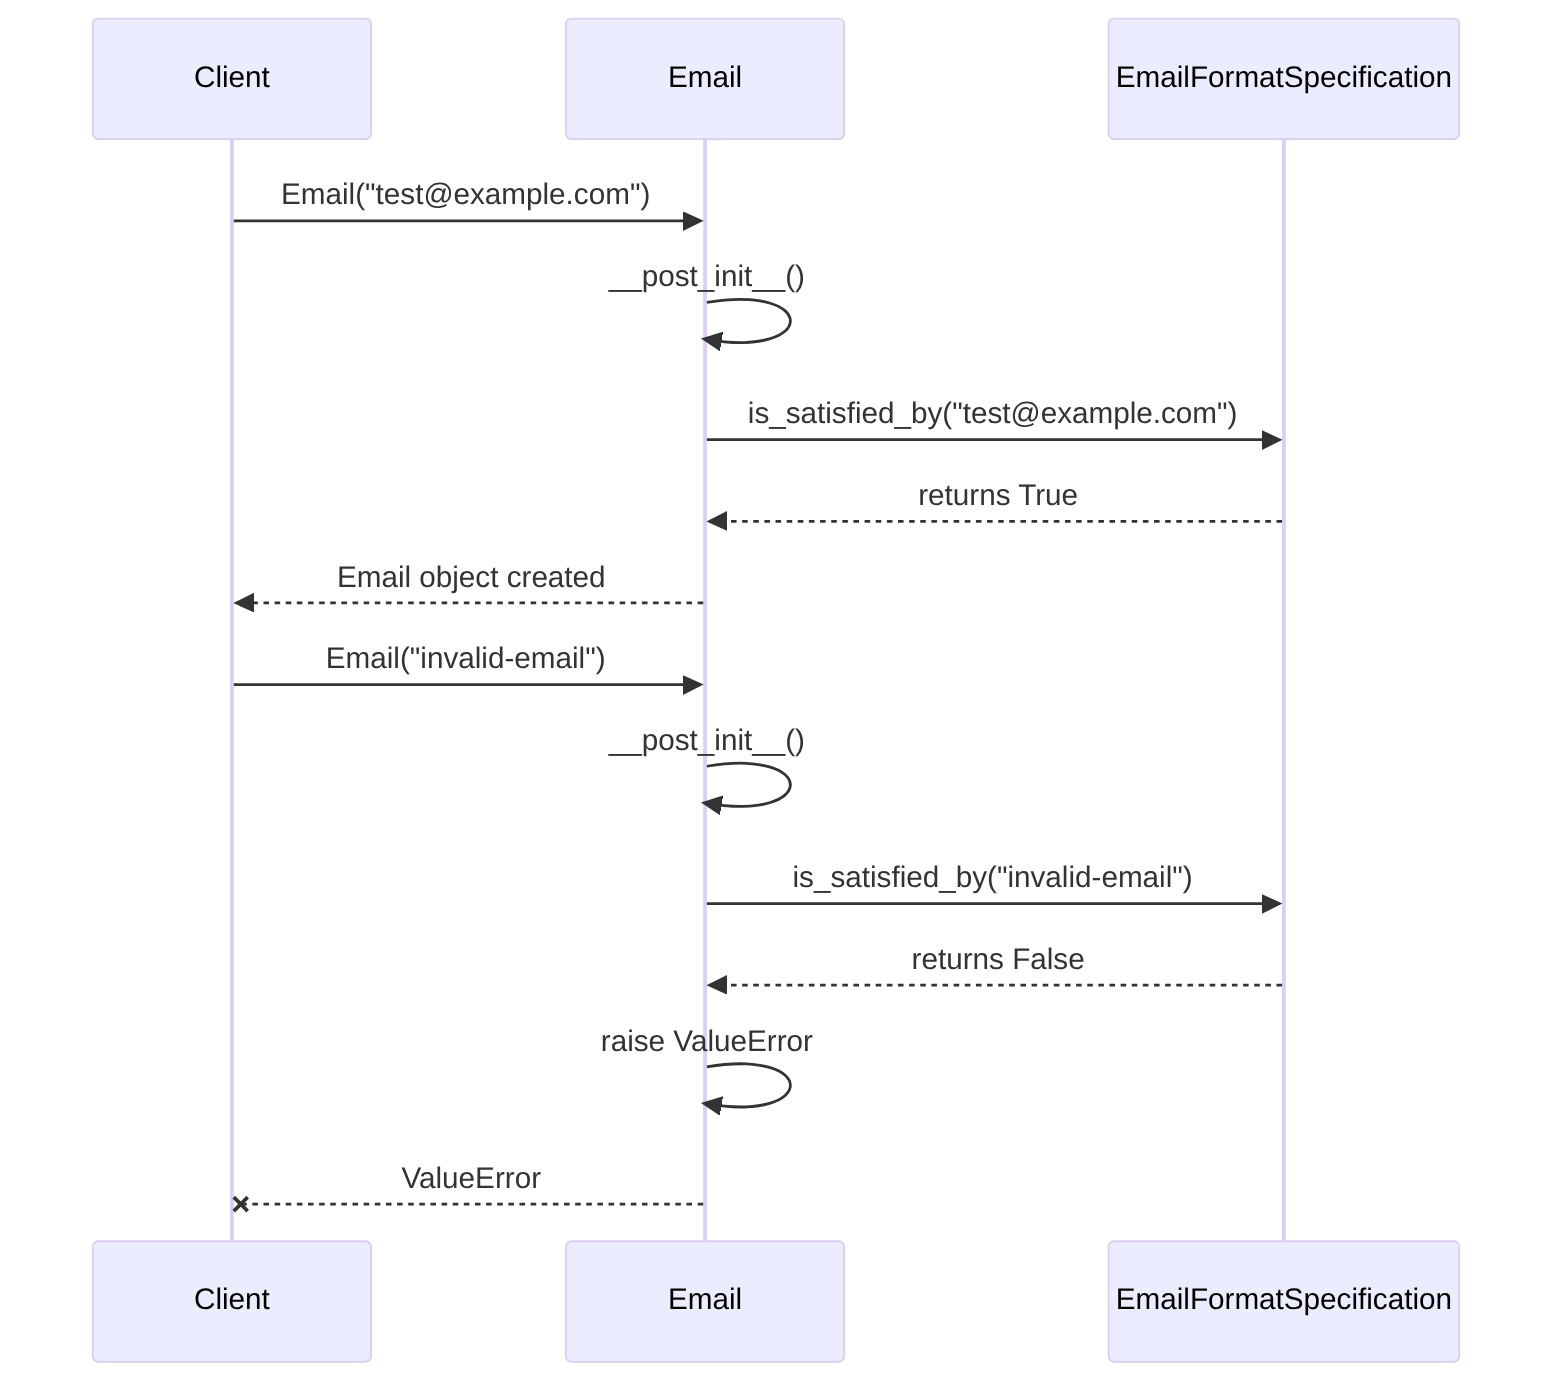 Client
Email
EmailFormatSpecification
Email("test@example.com")
__post_init__()
is_satisfied_by("test@example.com")
returns True
Email object created
Email("invalid-email")
__post_init__()
is_satisfied_by("invalid-email")
returns False
raise ValueError
ValueError
Client
Email
EmailFormatSpecification